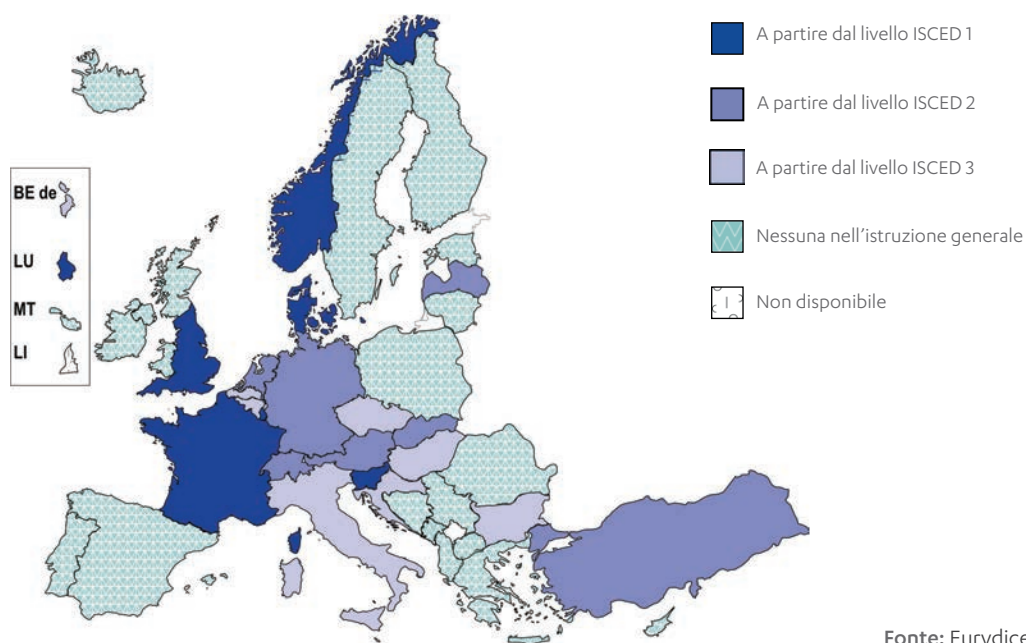 A partire dal livello ISCED 1
A partire dal livello ISCED 2
A partire dal livello ISCED 3
Nessuna nell'istruzione generale
Non disponibile
BE de
LU
MT
LI
Fonte: Eurydice